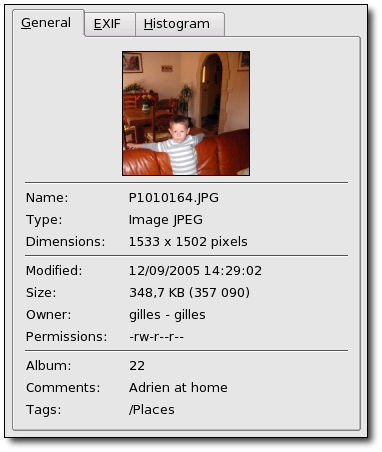 General EXIF Histogram
Name: P1010164.JPG
Type: Image JPEG
Dimensions: 1533 x 1502 pixels
Modified: 12/09/2005 14:29:02
Size: 348,7 KB (357 090)
Owner: gilles - gilles
Permissions: -rw-r--r--
Album: 22
Comments: Adrien at home
Tags: /Places